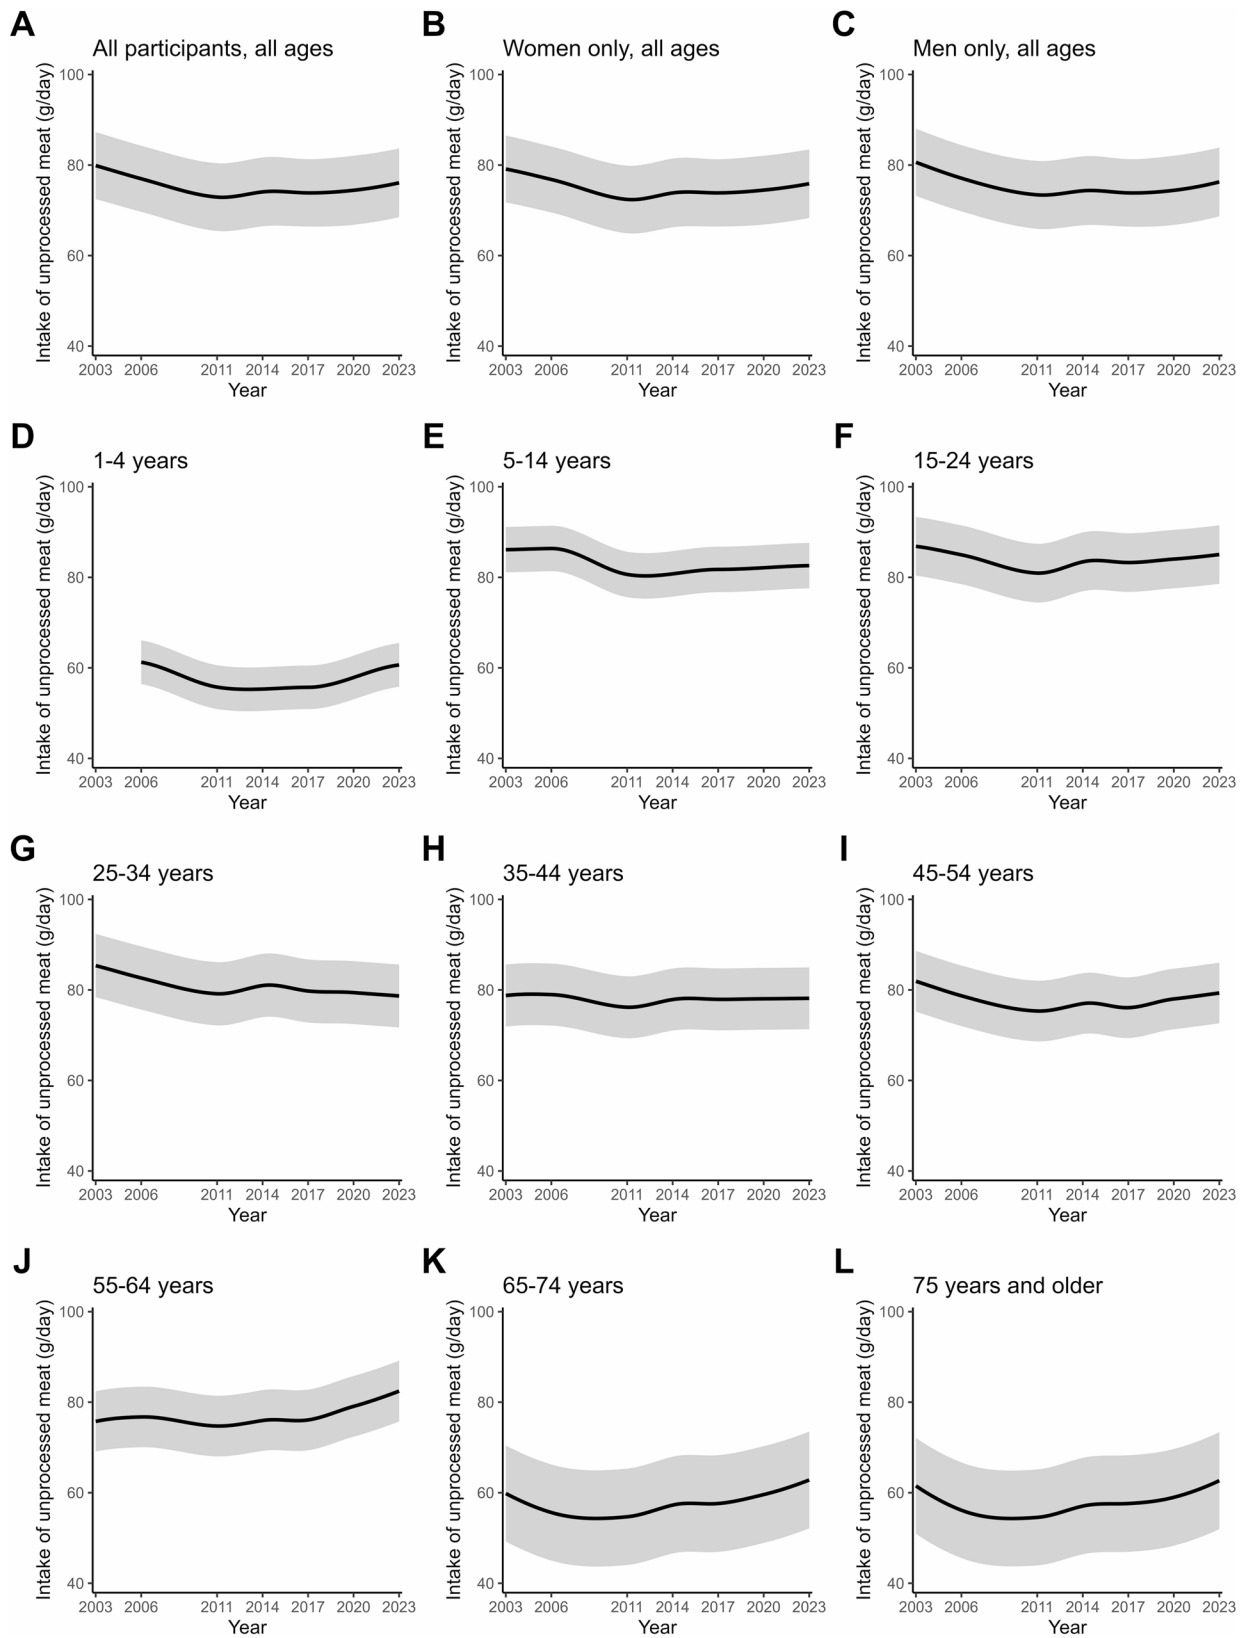 A
All participants, all ages
Intake of unprocessed meat (g/day)
100
80
60
40
2003 2006 2011 2014 2017 2020 2023
Year
B
Women only, all ages
Intake of unprocessed meat (g/day)
100
80
60
40
2003 2006 2011 2014 2017 2020 2023
Year
C
Men only, all ages
Intake of unprocessed meat (g/day)
100
80
60
40
2003 2006 2011 2014 2017 2020 2023
Year
D
1-4 years
Intake of unprocessed meat (g/day)
100
80
60
40
2003 2006 2011 2014 2017 2020 2023
Year
E
5-14 years
Intake of unprocessed meat (g/day)
100
80
60
40
2003 2006 2011 2014 2017 2020 2023
Year
F
15-24 years
Intake of unprocessed meat (g/day)
100
80
60
40
2003 2006 2011 2014 2017 2020 2023
Year
G
25-34 years
Intake of unprocessed meat (g/day)
100
80
60
40
2003 2006 2011 2014 2017 2020 2023
Year
H
35-44 years
Intake of unprocessed meat (g/day)
100
80
60
40
2003 2006 2011 2014 2017 2020 2023
Year
I
45-54 years
Intake of unprocessed meat (g/day)
100
80
60
40
2003 2006 2011 2014 2017 2020 2023
Year
J
55-64 years
Intake of unprocessed meat (g/day)
100
80
60
40
2003 2006 2011 2014 2017 2020 2023
Year
K
65-74 years
Intake of unprocessed meat (g/day)
100
80
60
40
2003 2006 2011 2014 2017 2020 2023
Year
L
75 years and older
Intake of unprocessed meat (g/day)
100
80
60
40
2003 2006 2011 2014 2017 2020 2023
Year